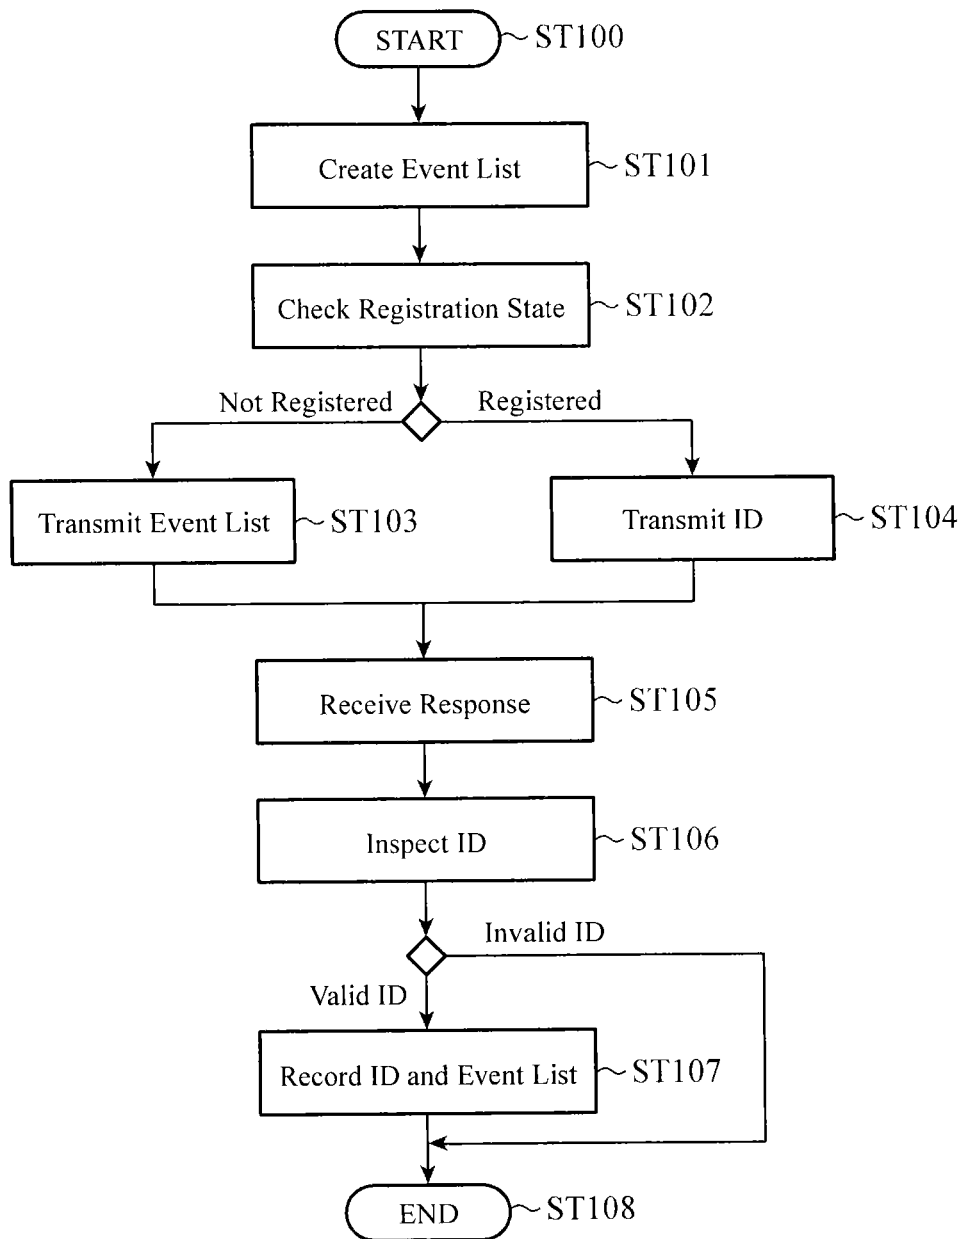 START
ST100
Create Event List
ST101
Check Registration State
ST102
Not Registered
Registered
Transmit Event List
ST103
Transmit ID
ST104
Receive Response
ST105
Inspect ID
ST106
Invalid ID
Valid ID
Record ID and Event List
ST107
END
ST108